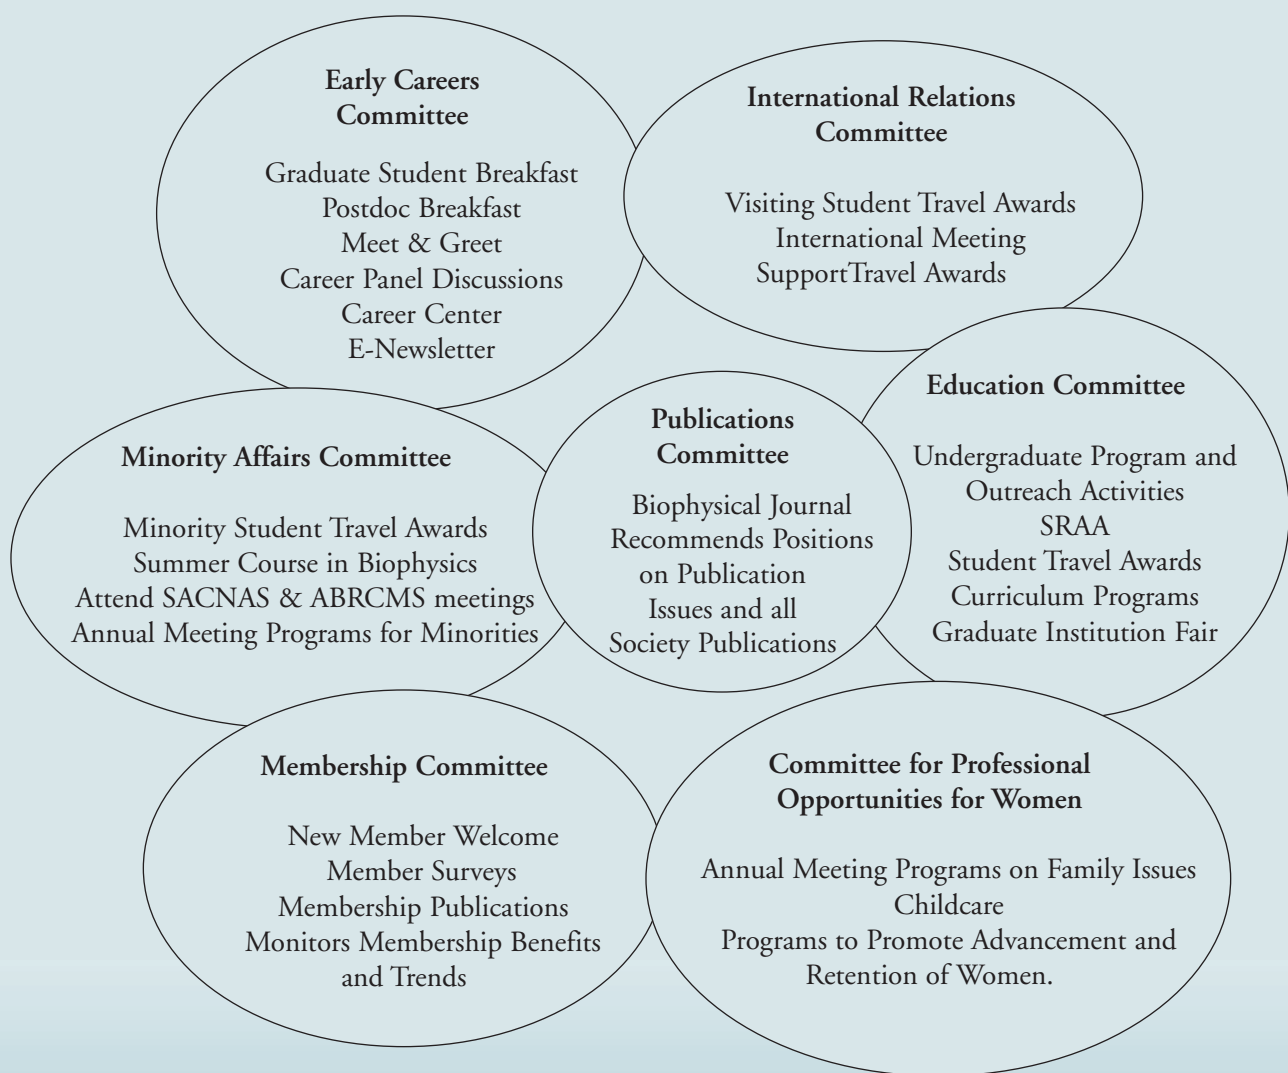 Early Careers
Committee
Graduate Student Breakfast
Postdoc Breakfast
Meet & Greet
Career Panel Discussions
Career Center
E-Newsletter
International Relations
Committee
Visiting Student Travel Awards
International Meeting
SupportTravel Awards
Minority Affairs Committee
Minority Student Travel Awards
Summer Course in Biophysics
Attend SACNAS & ABRCMS meetings
Annual Meeting Programs for Minorities
Publications
Committee
Biophysical Journal
Recommends Positions
on Publication
Issues and all
Society Publications
Education Committee
Undergraduate Program and
Outreach Activities
SRAA
Student Travel Awards
Curriculum Programs
Graduate Institution Fair
Membership Committee
New Member Welcome
Member Surveys
Membership Publications
Monitors Membership Benefits
and Trends
Committee for Professional
Opportunities for Women
Annual Meeting Programs on Family Issues
Childcare
Programs to Promote Advancement and
Retention of Women.